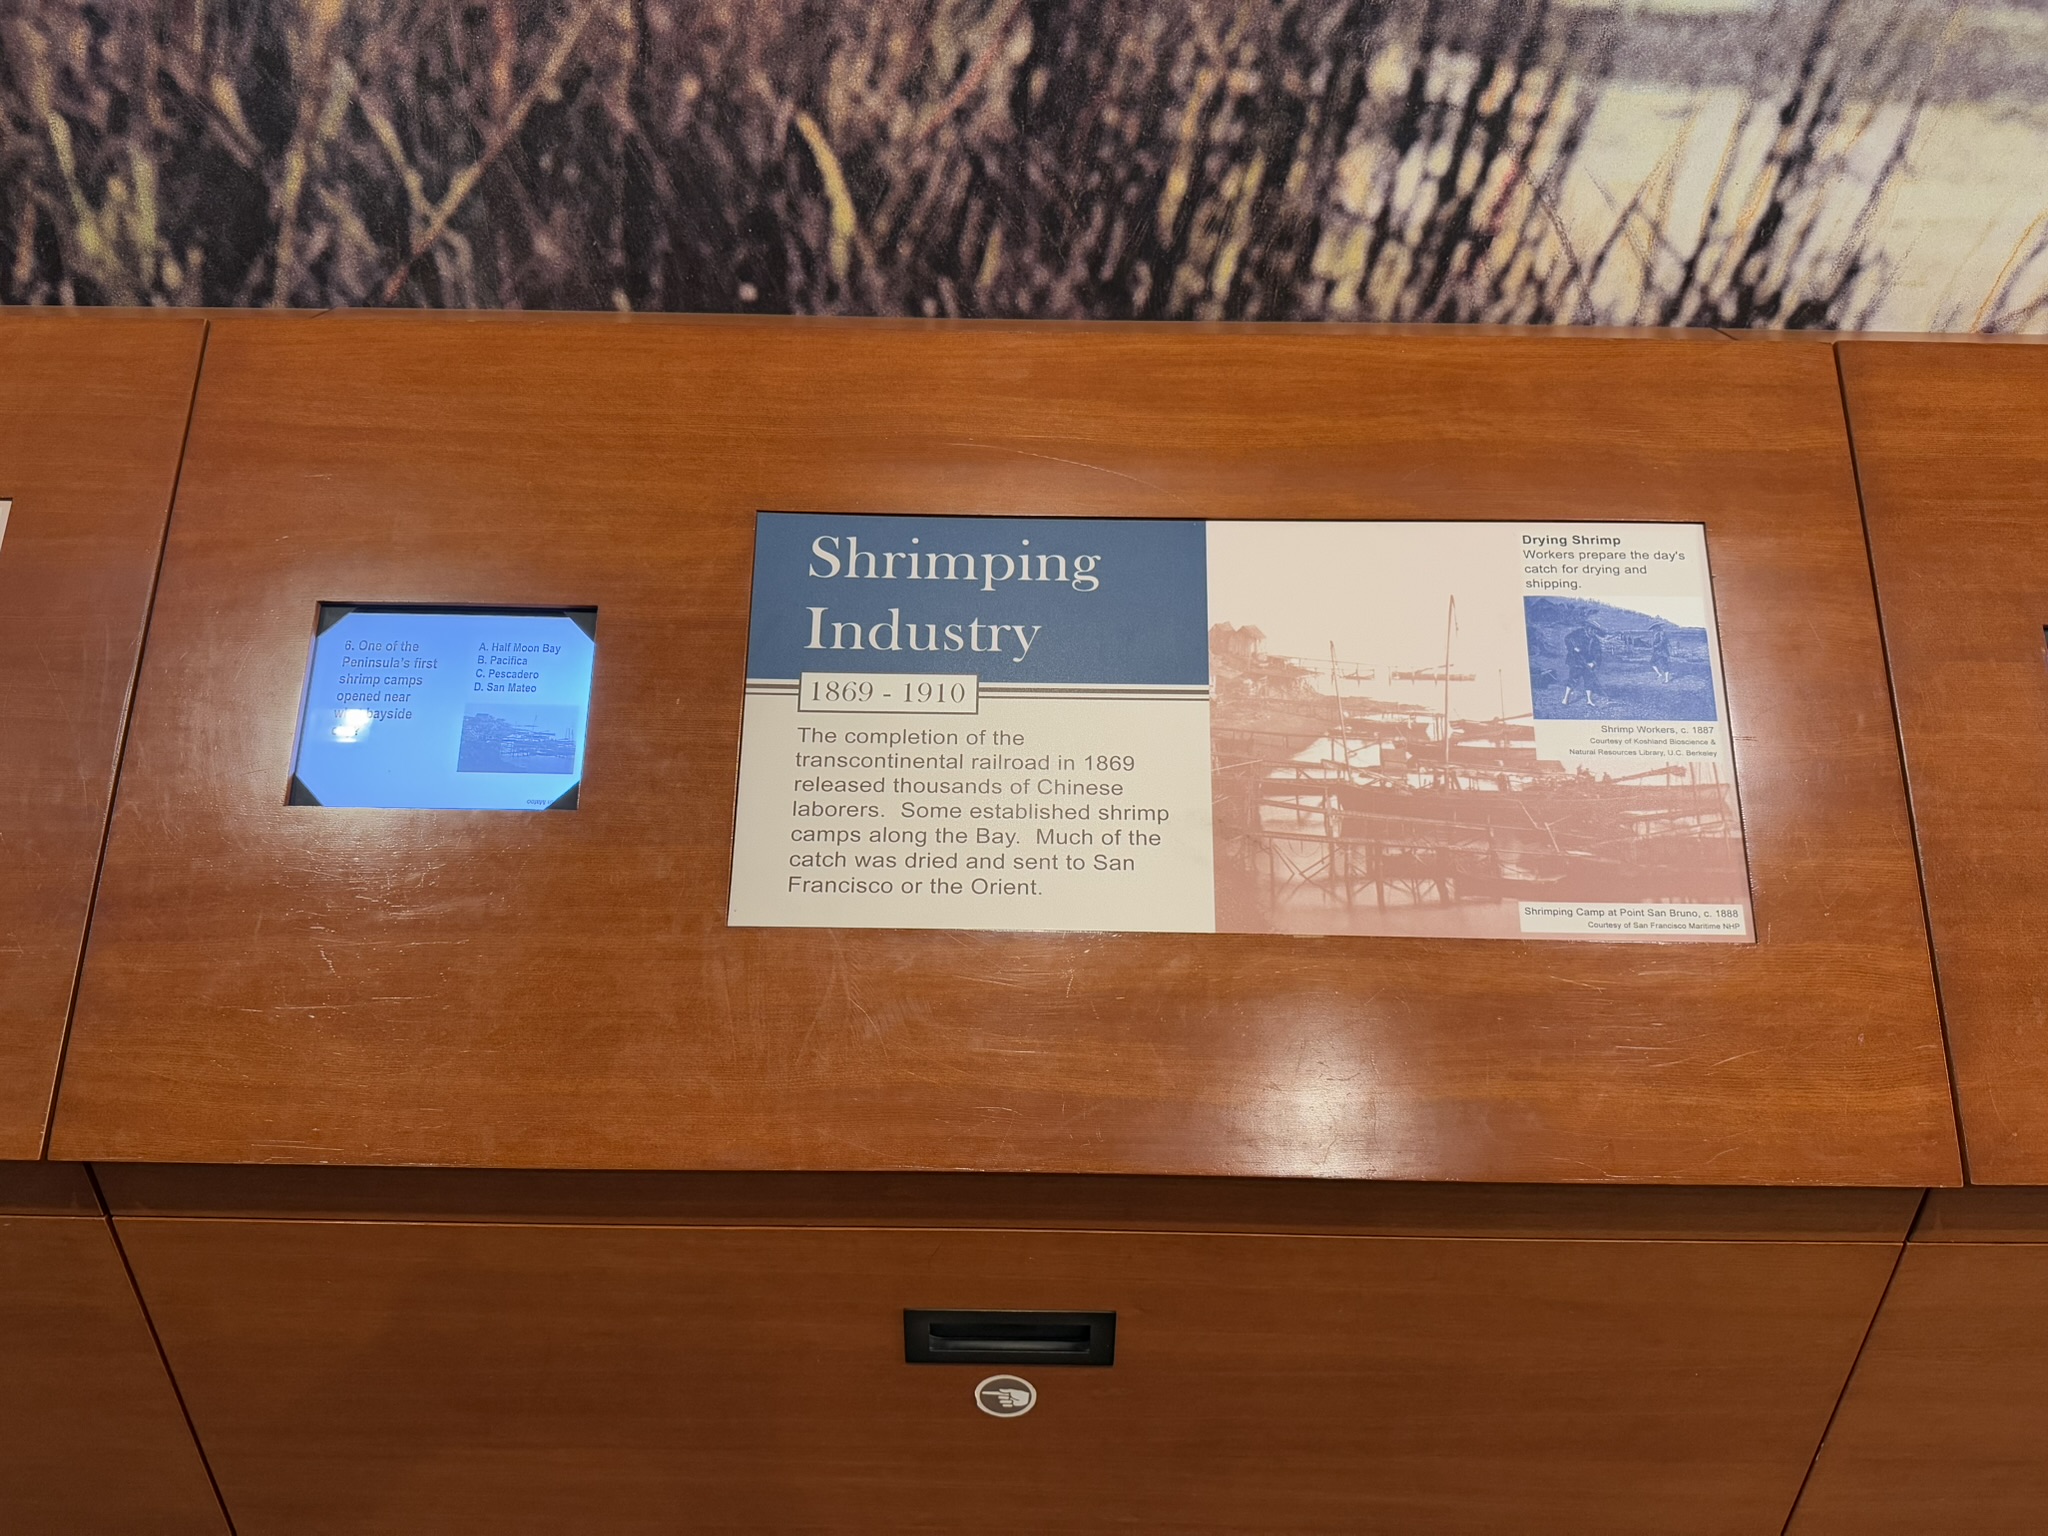 6. One of the
Peninsula's first
shrimp camps
opened near
bayside
A. Half Moon Bay
B. Pacifica
C. Pescadero
D. San Mateo
Shrimping
Industry
1869 - 1910
The completion of the
transcontinental railroad in 1869
released thousands of Chinese
laborers. Some established shrimp
camps along the Bay. Much of the
catch was dried and sent to San
Francisco or the Orient.
Drying Shrimp
Workers prepare the day's
catch for drying and
shipping.
Shrimp Workers, c. 1887
Courtesy of Koshland Bioscience &
Natural Resources Library, U.C. Berkeley
Shrimping Camp at Point San Bruno, c. 1888
Courtesy of San Francisco Maritime NHP